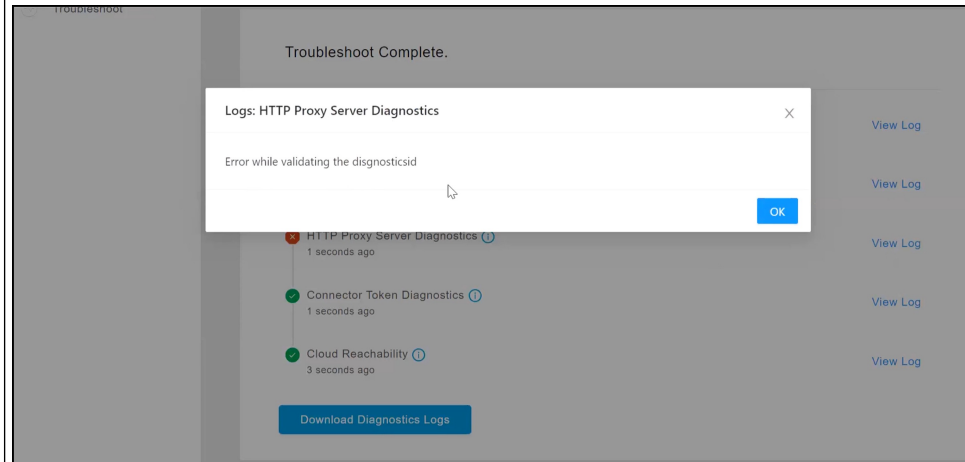 Troubleshoot
Troubleshoot Complete.
Logs: HTTP Proxy Server Diagnostics
View Log
Error while validating the disgnosticsid
View Log
OK
HTTP Proxy Server Diagnostics
1 seconds ago
View Log
Connector Token Diagnostics
1 seconds ago
View Log
Cloud Reachability
3 seconds ago
View Log
Download Diagnostics Logs